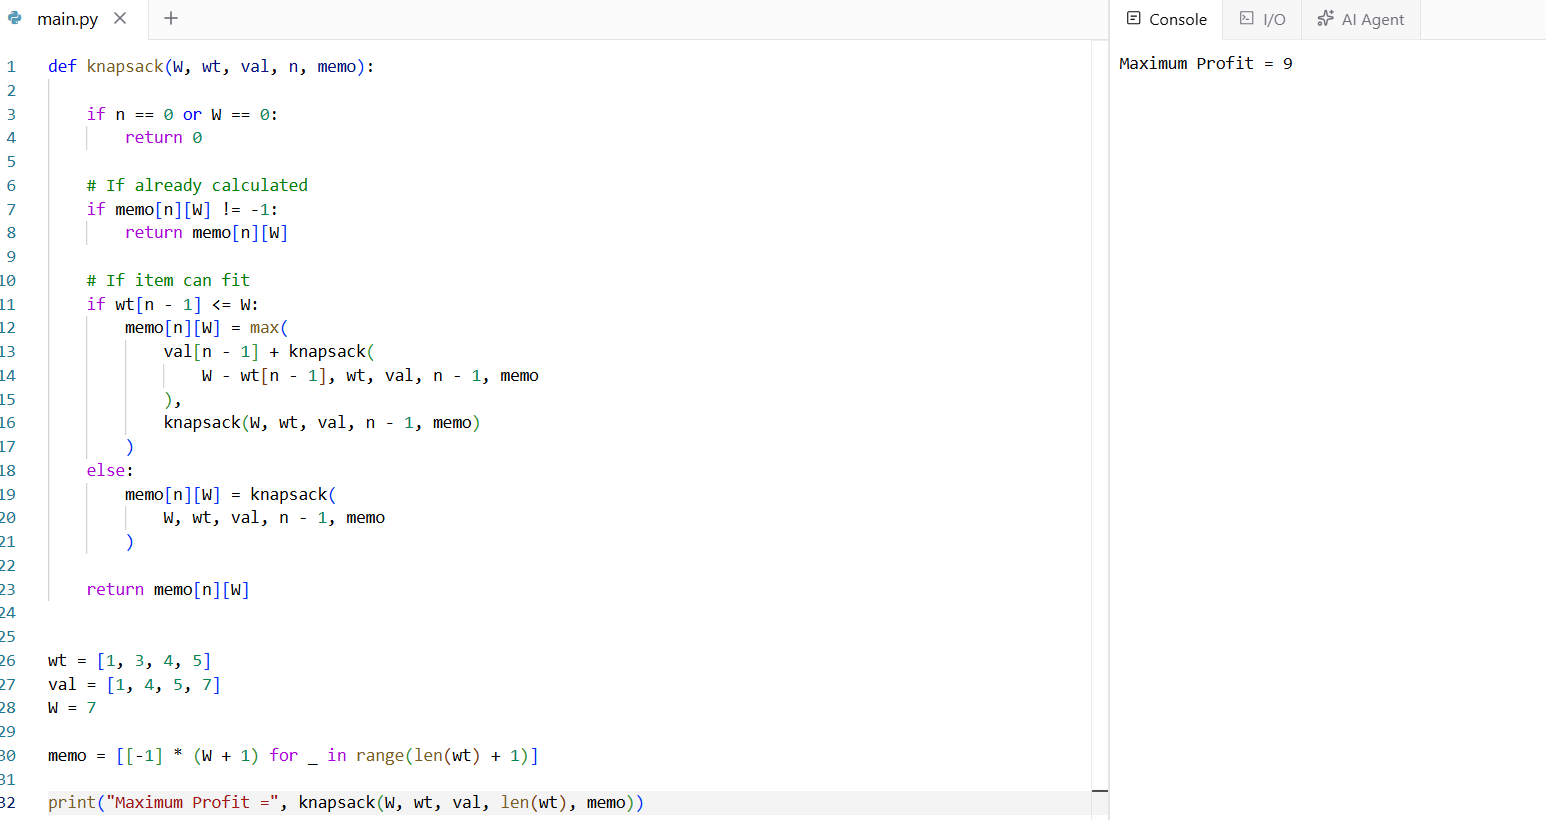 main.py
Console
I/O
AI Agent
1 def knapsack(W, wt, val, n, memo):
2
3     if n == 0 or W == 0:
4         return 0
5
6     # If already calculated
7     if memo[n][W] != -1:
8         return memo[n][W]
9
10     # If item can fit
11     if wt[n - 1] <= W:
12         memo[n][W] = max(
13             val[n - 1] + knapsack(
14                 W - wt[n - 1], wt, val, n - 1, memo
15             ),
16             knapsack(W, wt, val, n - 1, memo)
17         )
18     else:
19         memo[n][W] = knapsack(
20             W, wt, val, n - 1, memo
21         )
22
23     return memo[n][W]
24
25
26 wt = [1, 3, 4, 5]
27 val = [1, 4, 5, 7]
28 W = 7
29
30 memo = [[-1] * (W + 1) for _ in range(len(wt) + 1)]
31
32 print("Maximum Profit =", knapsack(W, wt, val, len(wt), memo))
Maximum Profit = 9